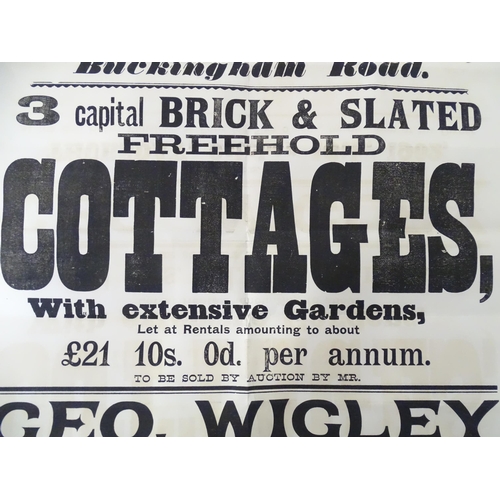 Buckingham Road.
3 capital BRICK & SLATED
FREEHOLD
COTTAGES,
With extensive Gardens,
Let at Rentals amounting to about
£21 10s. 0d. per annum.
TO BE SOLD BY AUCTION BY MR.
GEO. WIGLEY